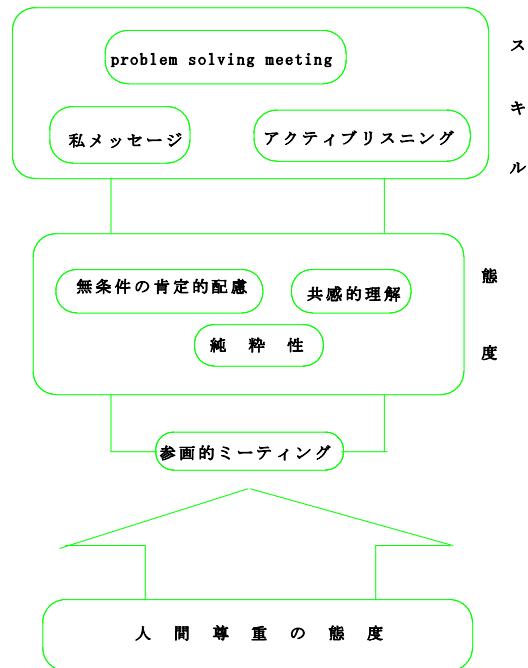 problem solving meeting
私メッセージ
アクティブリスニング
スキル
無条件の肯定的配慮
共感的理解
純粋性
態度
参画的ミーティング
人間尊重の態度